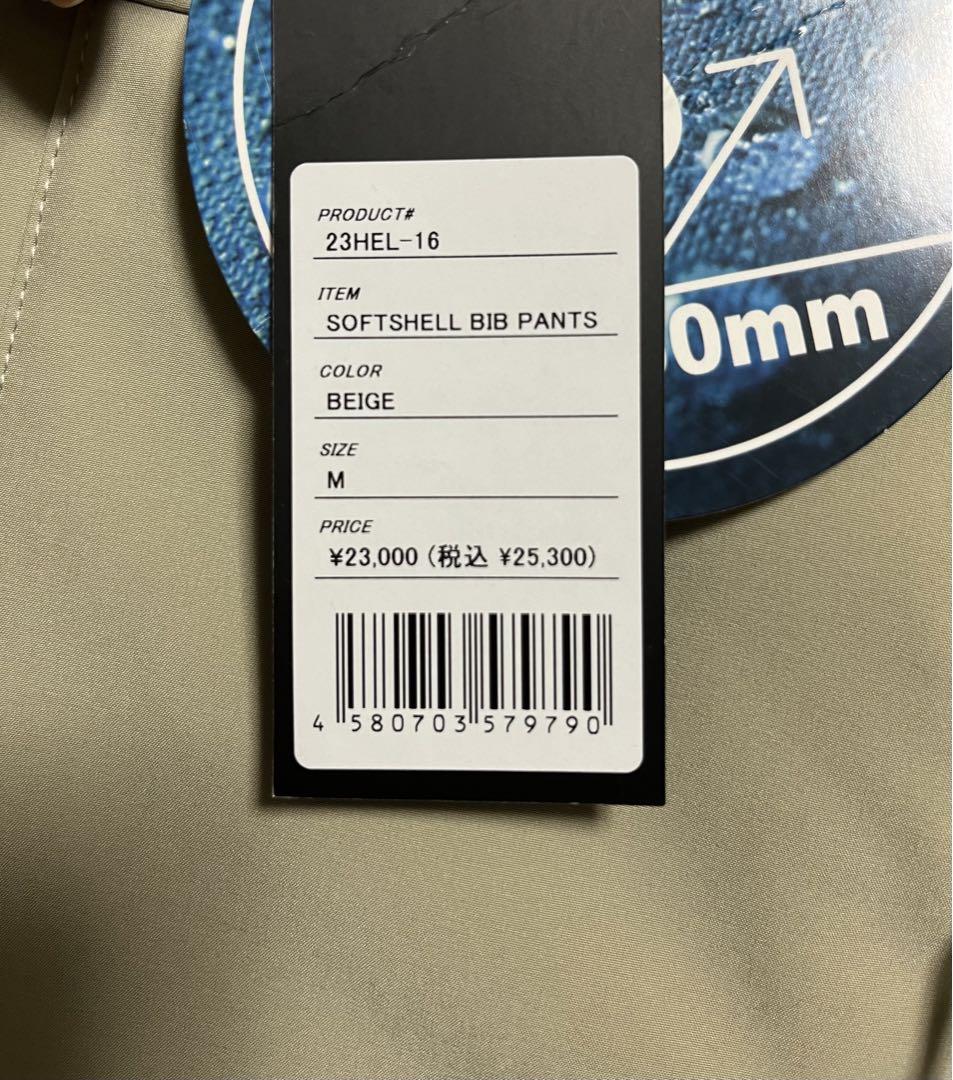 PRODUCT#
23HEL-16
ITEM
SOFTSHELL BIB PANTS
COLOR
BEIGE
SIZE
M
PRICE
¥23,000 (税込 ¥25,300)
4 580703 579790
0mm